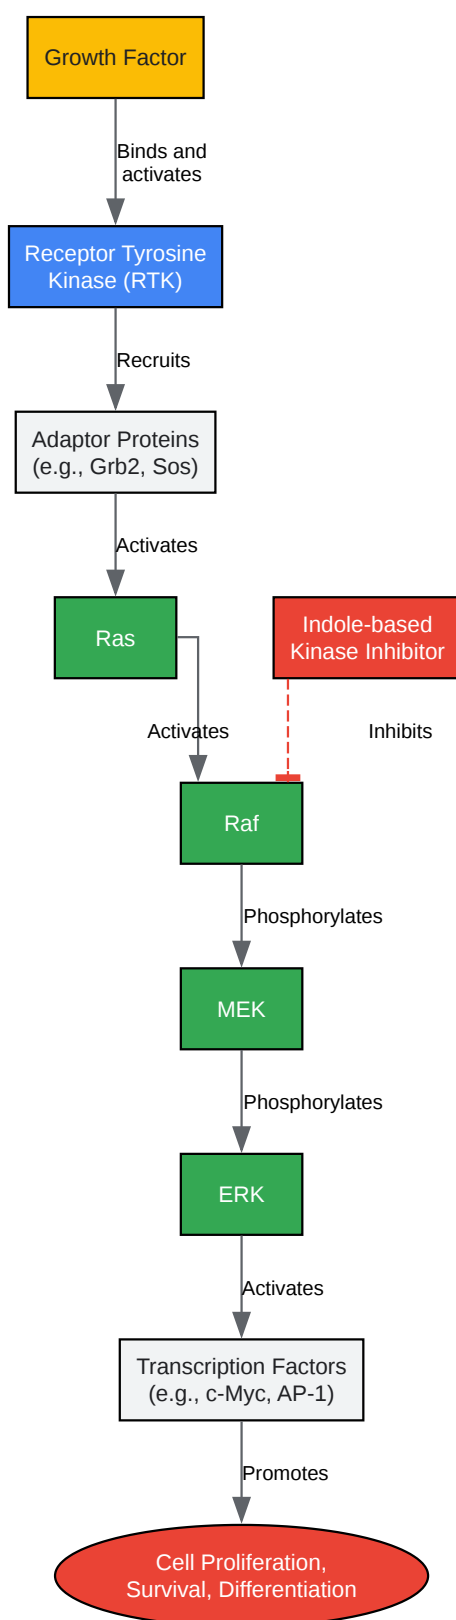 Growth Factor
Binds and
activates
Receptor Tyrosine
Kinase (RTK)
Recruits
Adaptor Proteins
(e.g., Grb2, Sos)
Activates
Ras
Indole-based
Kinase Inhibitor
Activates
Inhibits
Raf
Phosphorylates
MEK
Phosphorylates
ERK
Activates
Transcription Factors
(e.g., c-Myc, AP-1)
Promotes
Cell Proliferation,
Survival, Differentiation